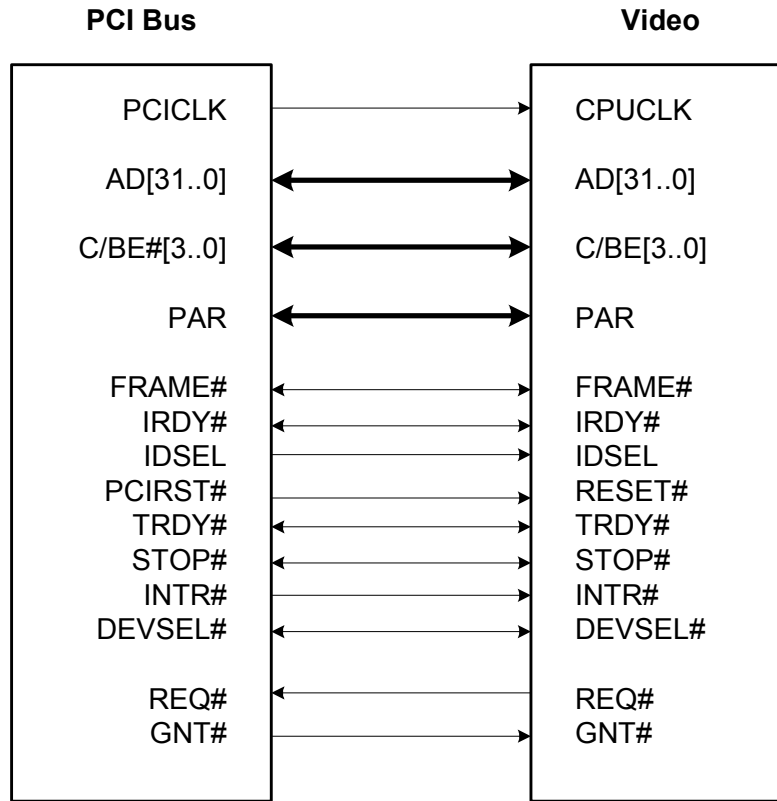 PCI Bus Video
PCICLK CPUCLK
AD[31..0] AD[31..0]
C/BE#[3..0] C/BE[3..0]
PAR PAR
FRAME# FRAME#
IRDY# IRDY#
IDSEL IDSEL
PCIRST# RESET#
TRDY# TRDY#
STOP# STOP#
INTR# INTR#
DEVSEL# DEVSEL#
REQ# REQ#
GNT# GNT#